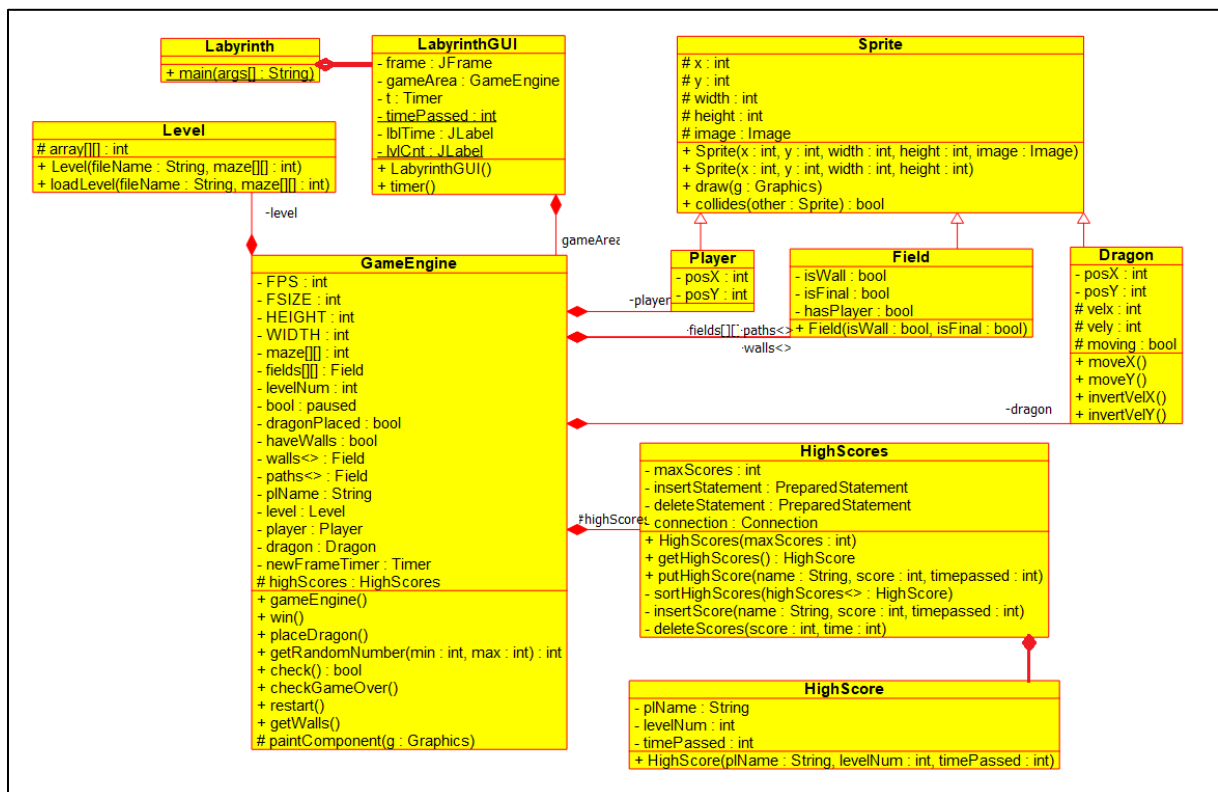 Labyrinth
+ main(args[] : String)
LabyrinthGUI
- frame : JFrame
- gameArea : GameEngine
- t : Timer
- timePassed : int
- lblTime : JLabel
- lvlCnt : JLabel
+ LabyrinthGUI()
+ timer()
Sprite
# x : int
# y : int
# width : int
# height : int
# image : Image
+ Sprite(x : int, y : int, width : int, height : int, image : Image)
+ Sprite(x : int, y : int, width : int, height : int)
+ draw(g : Graphics)
+ collides(other : Sprite) : bool
Level
# array[][] : int
+ Level(fileName : String, maze[][] : int)
+ loadLevel(fileName : String, maze[][] : int)
-level
gameArea
GameEngine
- FPS : int
- FSIZE : int
- HEIGHT : int
- WIDTH : int
- maze[][] : int
- fields[][] : Field
- levelNum : int
- bool : paused
- dragonPlaced : bool
- haveWalls : bool
- walls<> : Field
- paths<> : Field
- plName : String
- level : Level
- player : Player
- dragon : Dragon
- newFrameTimer : Timer
# highScores : HighScores
+ gameEngine()
+ win()
+ placeDragon()
+ getRandomNumber(min : int, max : int) : int
+ check() : bool
+ checkGameOver()
+ restart()
+ getWalls()
# paintComponent(g : Graphics)
Player
- posX : int
- posY : int
-player
Field
- isWall : bool
- isFinal : bool
- hasPlayer : bool
+ Field(isWall : bool, isFinal : bool)
-fields[][] -paths<>
-walls<>
Dragon
- posX : int
- posY : int
# velx : int
# vely : int
# moving : bool
+ moveX()
+ moveY()
+ invertVelX()
+ invertVelY()
-dragon
HighScores
- maxScores : int
- insertStatement : PreparedStatement
- deleteStatement : PreparedStatement
- connection : Connection
+ HighScores(maxScores : int)
+ getHighScores() : HighScore
+ putHighScore(name : String, score : int, timepassed : int)
- sortHighScores(highScores<> : HighScore)
- insertScore(name : String, score : int, timepassed : int)
- deleteScores(score : int, time : int)
#highScores
HighScore
- plName : String
- levelNum : int
- timePassed : int
+ HighScore(plName : String, levelNum : int, timePassed : int)